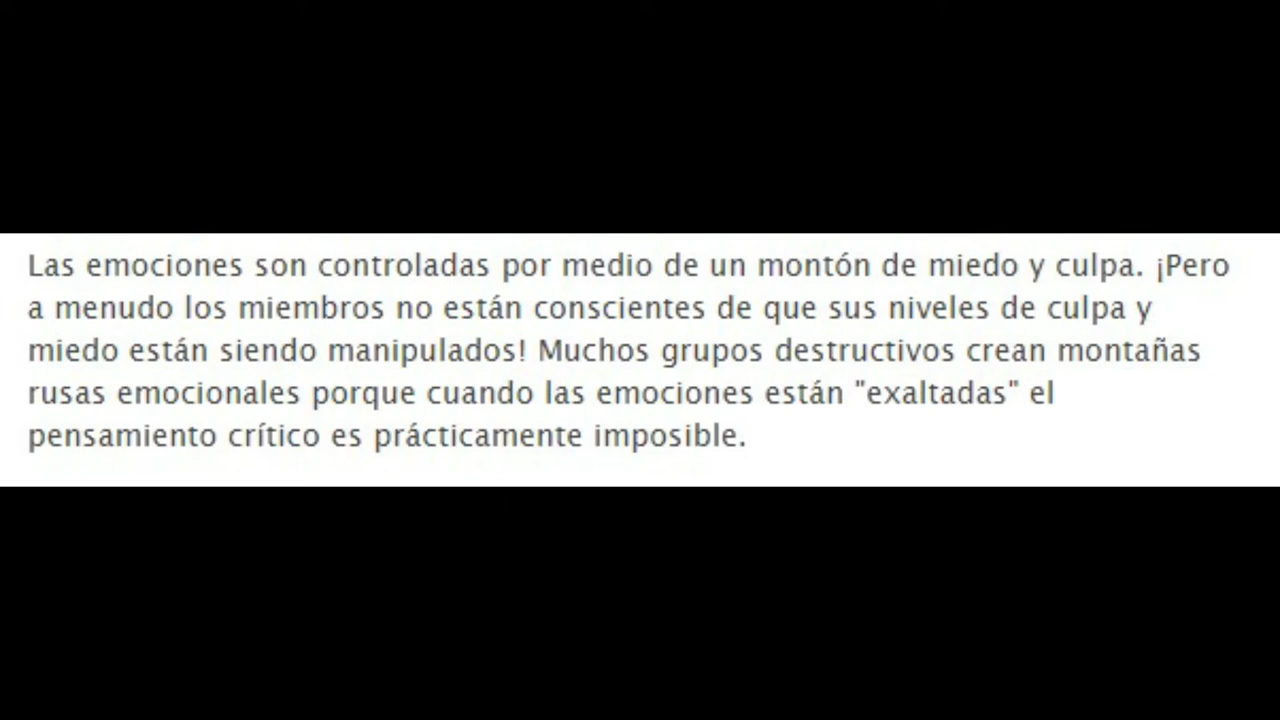 Las emociones son controladas por medio de un montón de miedo y culpa. ¡Pero
a menudo los miembros no están conscientes de que sus niveles de culpa y
miedo están siendo manipulados! Muchos grupos destructivos crean montañas
rusas emocionales porque cuando las emociones están "exaltadas" el
pensamiento crítico es prácticamente imposible.